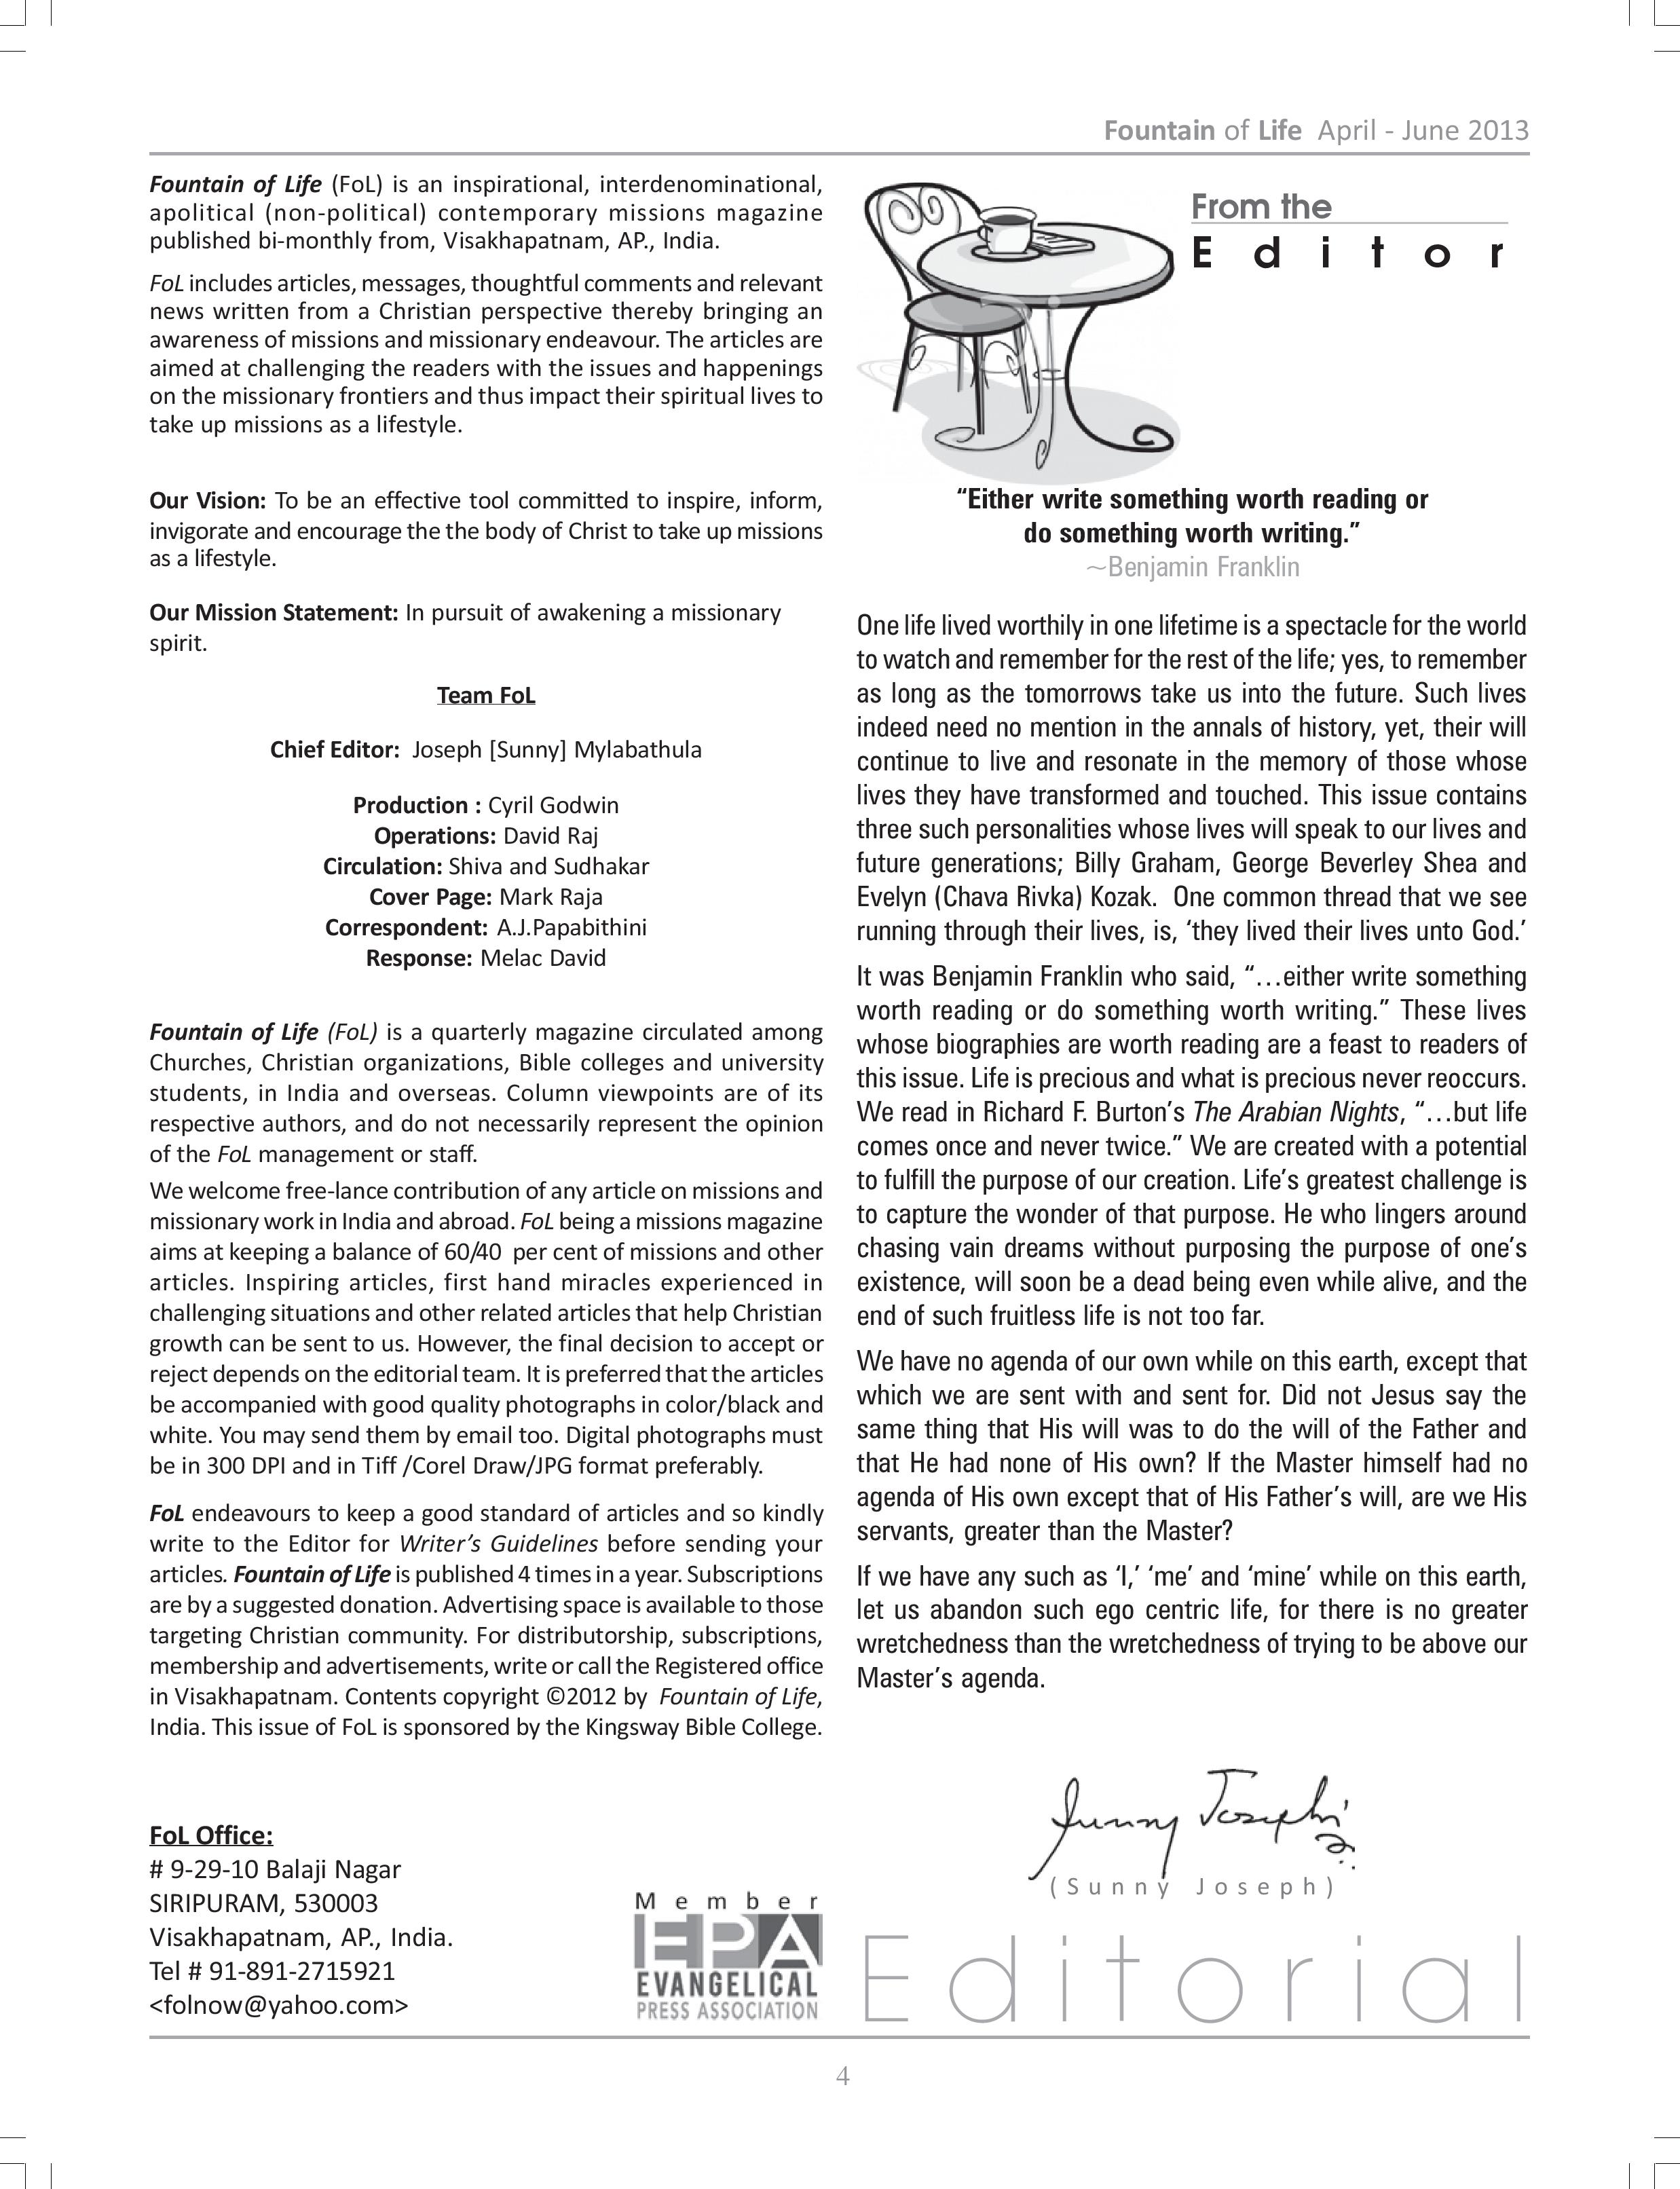 Fountain of Life April - June 2013
Fountain of Life (FoL) is an inspirational, interdenominational,
apolitical (non-political) contemporary missions magazine
published bi-monthly from, Visakhapatnam, AP., India.
FoL includes articles, messages, thoughtful comments and relevant
news written from a Christian perspective thereby bringing an
awareness of missions and missionary endeavour. The articles are
aimed at challenging the readers with the issues and happenings
on the missionary frontiers and thus impact their spiritual lives to
take up missions as a lifestyle.
Our Vision: To be an effective tool committed to inspire, inform,
invigorate and encourage the the body of Christ to take up missions
as a lifestyle.
Our Mission Statement: In pursuit of awakening a missionary
spirit.
Team FoL
Chief Editor: Joseph [Sunny] Mylabathula
Production : Cyril Godwin
Operations: David Raj
Circulation: Shiva and Sudhakar
Cover Page: Mark Raja
Correspondent: A.J.Papabithini
Response: Melac David
Fountain of Life (FoL) is a quarterly magazine circulated among
Churches, Christian organizations, Bible colleges and university
students, in India and overseas. Column viewpoints are of its
respective authors, and do not necessarily represent the opinion
of the FoL management or staff.
We welcome free-lance contribution of any article on missions and
missionary work in India and abroad. FoL being a missions magazine
aims at keeping a balance of 60/40 per cent of missions and other
articles. Inspiring articles, first hand miracles experienced in
challenging situations and other related articles that help Christian
growth can be sent to us. However, the final decision to accept or
reject depends on the editorial team. It is preferred that the articles
be accompanied with good quality photographs in color/black and
white. You may send them by email too. Digital photographs must
be in 300 DPI and in Tiff /Corel Draw/JPG format preferably.
FoL endeavours to keep a good standard of articles and so kindly
write to the Editor for Writer’s Guidelines before sending your
articles. Fountain of Life is published 4 times in a year. Subscriptions
are by a suggested donation. Advertising space is available to those
targeting Christian community. For distributorship, subscriptions,
membership and advertisements, write or call the Registered office
in Visakhapatnam. Contents copyright ©2012 by Fountain of Life,
India. This issue of FoL is sponsored by the Kingsway Bible College.
FoL Office:
# 9-29-10 Balaji Nagar
SIRIPURAM, 530003
Visakhapatnam, AP., India.
Tel # 91-891-2715921
<folnow@yahoo.com>
Member
EPA
EVANGELICAL
PRESS ASSOCIATION
From the
Editor
“Either write something worth reading or
do something worth writing.”
~Benjamin Franklin
One life lived worthily in one lifetime is a spectacle for the world
to watch and remember for the rest of the life; yes, to remember
as long as the tomorrows take us into the future. Such lives
indeed need no mention in the annals of history, yet, their will
continue to live and resonate in the memory of those whose
lives they have transformed and touched. This issue contains
three such personalities whose lives will speak to our lives and
future generations; Billy Graham, George Beverley Shea and
Evelyn (Chava Rivka) Kozak. One common thread that we see
running through their lives, is, ‘they lived their lives unto God.’
It was Benjamin Franklin who said, “…either write something
worth reading or do something worth writing.” These lives
whose biographies are worth reading are a feast to readers of
this issue. Life is precious and what is precious never reoccurs.
We read in Richard F. Burton’s The Arabian Nights, “…but life
comes once and never twice.” We are created with a potential
to fulfill the purpose of our creation. Life’s greatest challenge is
to capture the wonder of that purpose. He who lingers around
chasing vain dreams without purposing the purpose of one’s
existence, will soon be a dead being even while alive, and the
end of such fruitless life is not too far.
We have no agenda of our own while on this earth, except that
which we are sent with and sent for. Did not Jesus say the
same thing that His will was to do the will of the Father and
that He had none of His own? If the Master himself had no
agenda of His own except that of His Father’s will, are we His
servants, greater than the Master?
If we have any such as ‘I,’ ‘me’ and ‘mine’ while on this earth,
let us abandon such ego centric life, for there is no greater
wretchedness than the wretchedness of trying to be above our
Master’s agenda.
Sunny Joseph
(Sunny Joseph)
Editorial
4